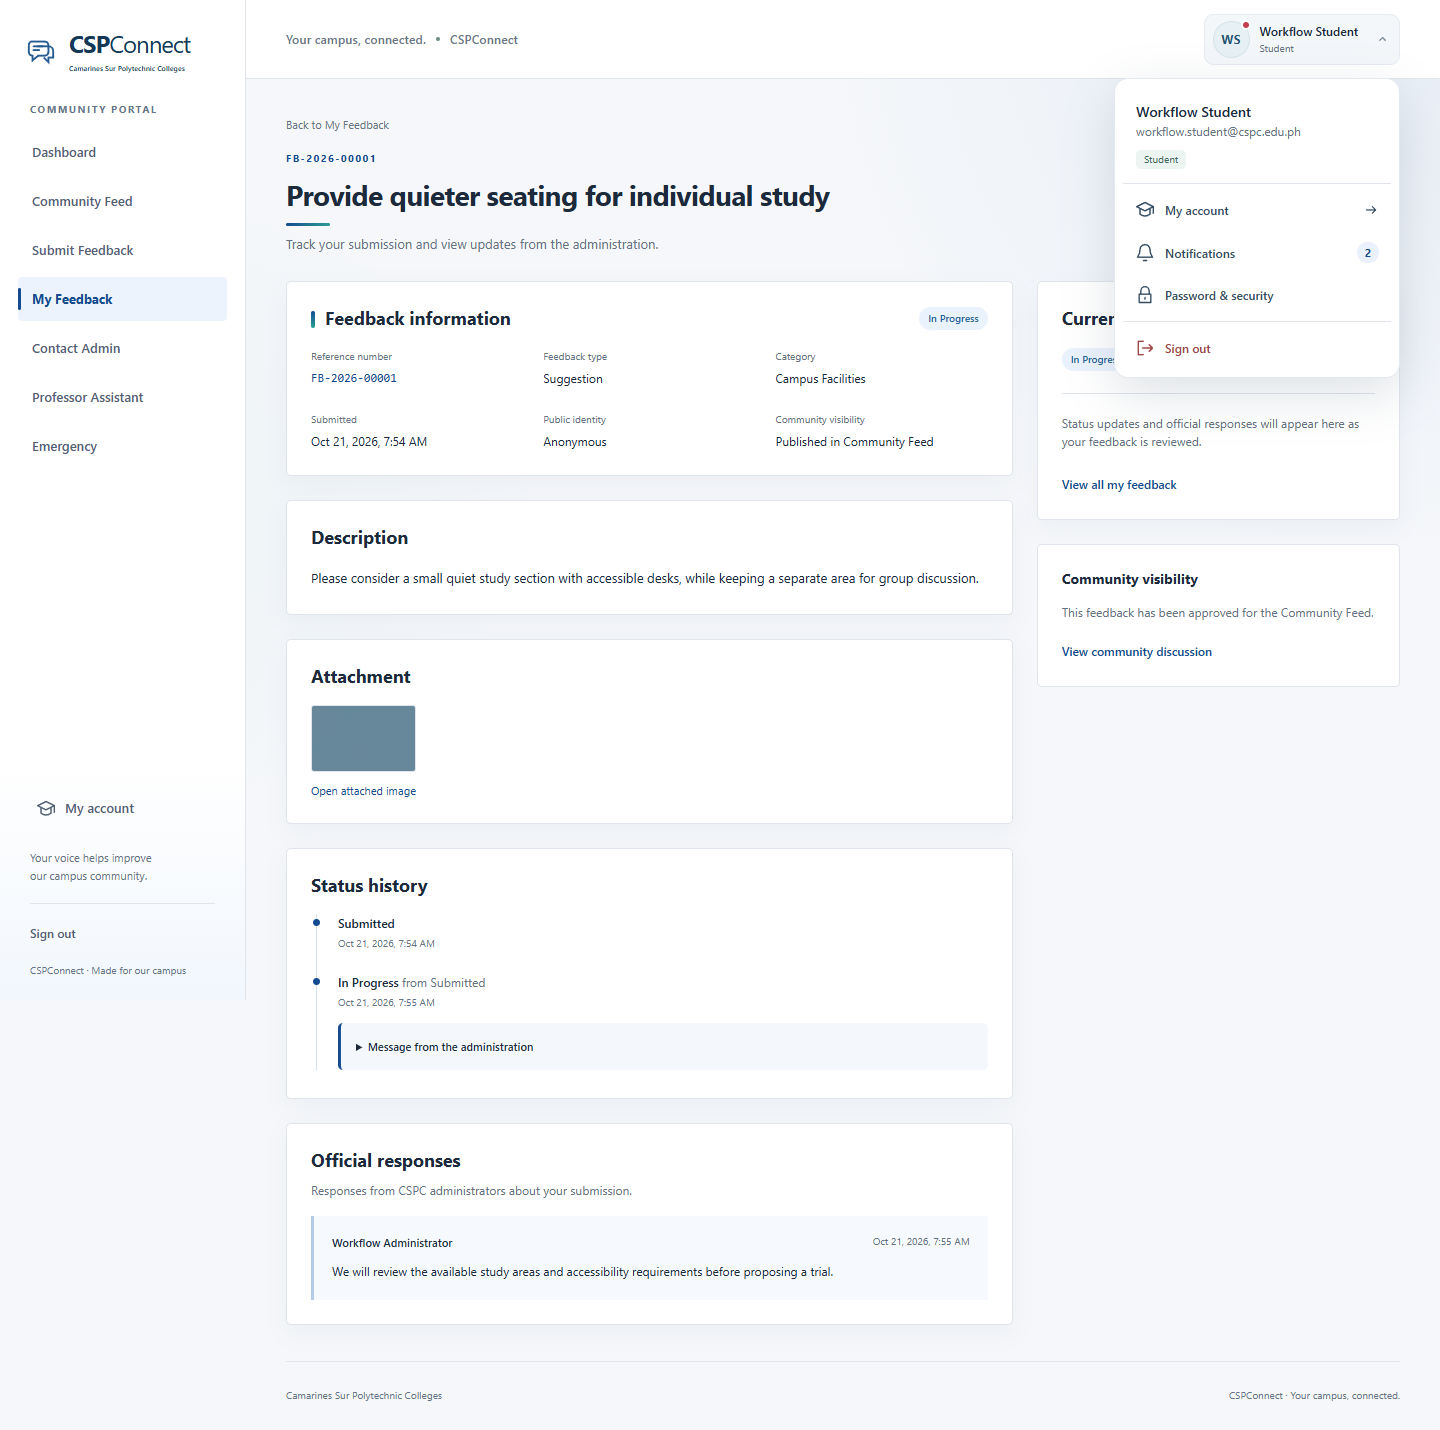 CSPConnect
Camarines Sur Polytechnic Colleges
COMMUNITY PORTAL
Dashboard
Community Feed
Submit Feedback
My Feedback
Contact Admin
Professor Assistant
Emergency
My account
Your voice helps improve
our campus community.
Sign out
CSPConnect · Made for our campus
Your campus, connected. • CSPConnect
WS
Workflow Student
Student
Workflow Student
workflow.student@cspc.edu.ph
Student
My account
Notifications 2
Password & security
Sign out
Back to My Feedback
FB-2026-00001
Provide quieter seating for individual study
Track your submission and view updates from the administration.
Feedback information In Progress
Reference number Feedback type Category
FB-2026-00001 Suggestion Campus Facilities
Submitted Public identity Community visibility
Oct 21, 2026, 7:54 AM Anonymous Published in Community Feed
Description
Please consider a small quiet study section with accessible desks, while keeping a separate area for group discussion.
Attachment
Open attached image
Status history
Submitted
Oct 21, 2026, 7:54 AM
In Progress from Submitted
Oct 21, 2026, 7:55 AM
Message from the administration
Official responses
Responses from CSPC administrators about your submission.
Workflow Administrator Oct 21, 2026, 7:55 AM
We will review the available study areas and accessibility requirements before proposing a trial.
Status updates and official responses will appear here as
your feedback is reviewed.
View all my feedback
Community visibility
This feedback has been approved for the Community Feed.
View community discussion
Camarines Sur Polytechnic Colleges
CSPConnect · Your campus, connected.